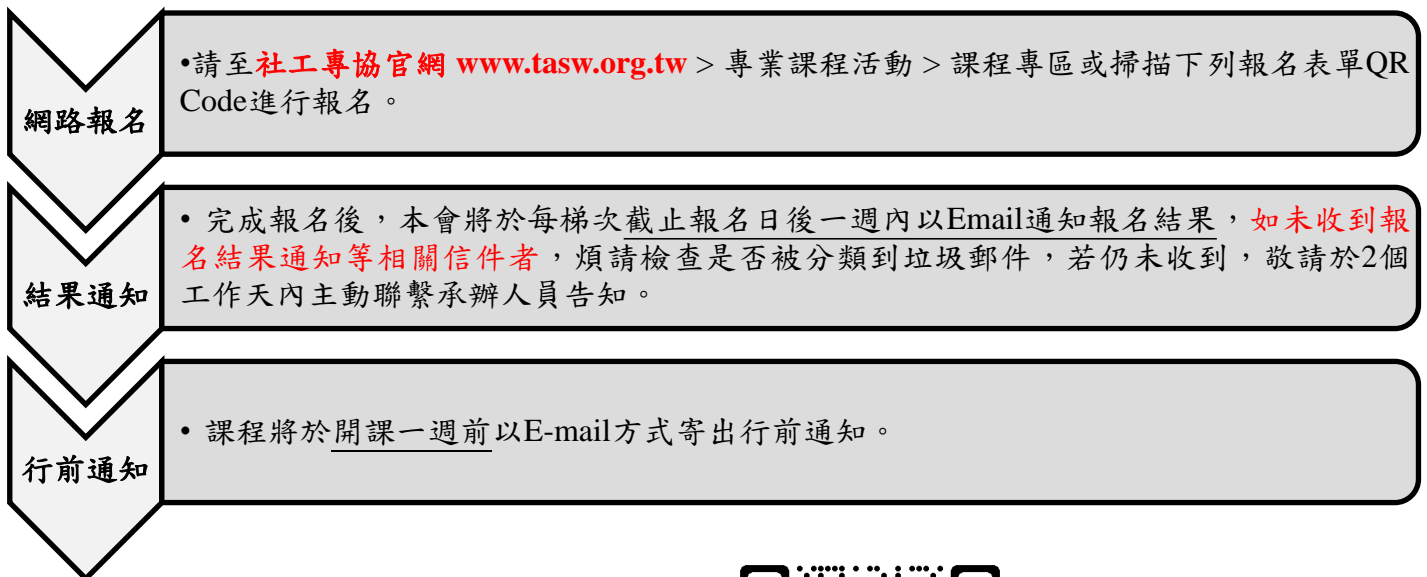 網路報名
•請至社工專協官網 www.tasw.org.tw > 專業課程活動 > 課程專區或掃描下列報名表單QR
Code進行報名。
結果通知
• 完成報名後，本會將於每梯次截止報名日後一週內以Email通知報名結果，如未收到報
名結果通知等相關信件者，煩請檢查是否被分類到垃圾郵件，若仍未收到，敬請於2個
工作天內主動聯繫承辦人員告知。
行前通知
• 課程將於開課一週前以E-mail方式寄出行前通知。